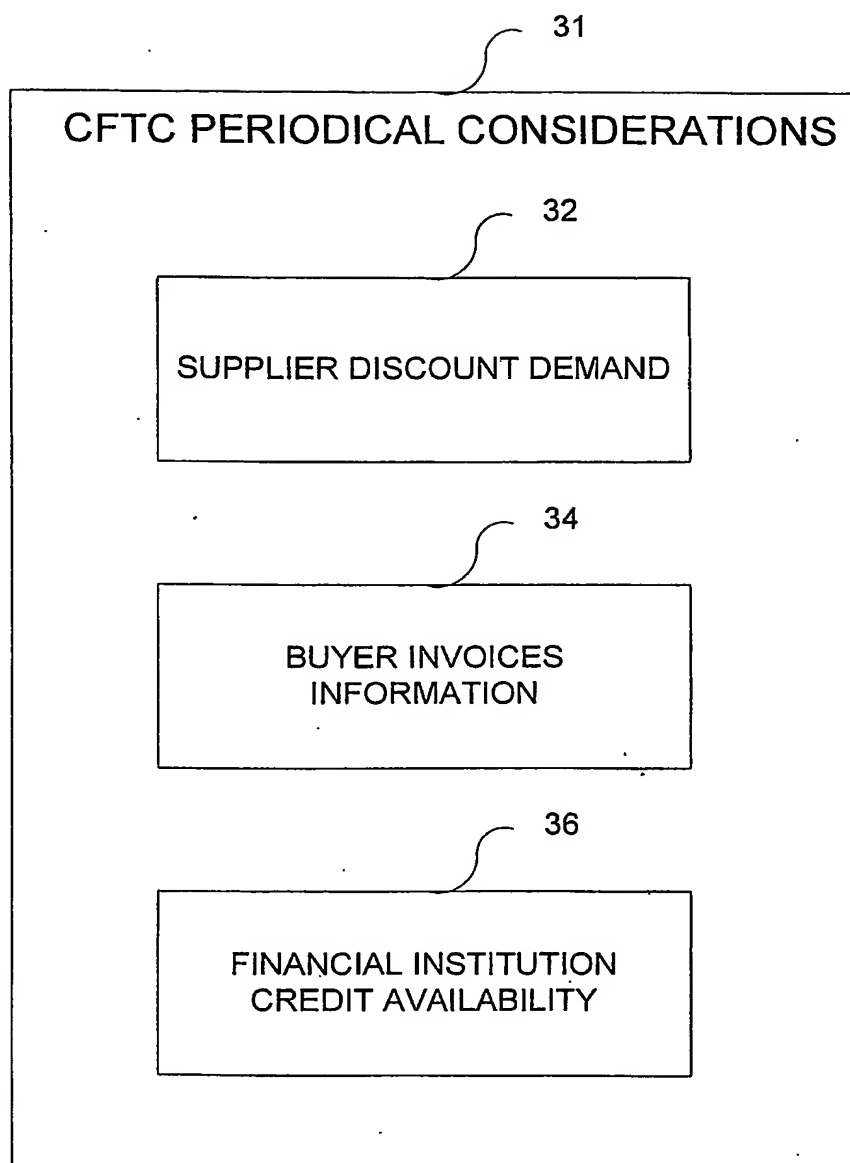 31
CFTC PERIODICAL CONSIDERATIONS
32
SUPPLIER DISCOUNT DEMAND
34
BUYER INVOICES
INFORMATION
36
FINANCIAL INSTITUTION
CREDIT AVAILABILITY